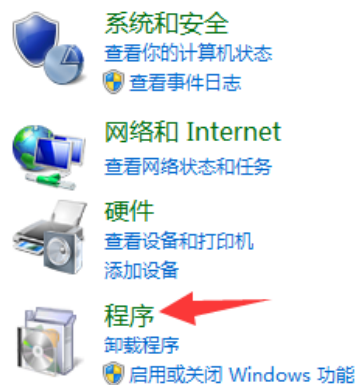 系统和安全
查看你的计算机状态
查看事件日志
网络和 Internet
查看网络状态和任务
硬件
查看设备和打印机
添加设备
程序
卸载程序
启用或关闭 Windows 功能